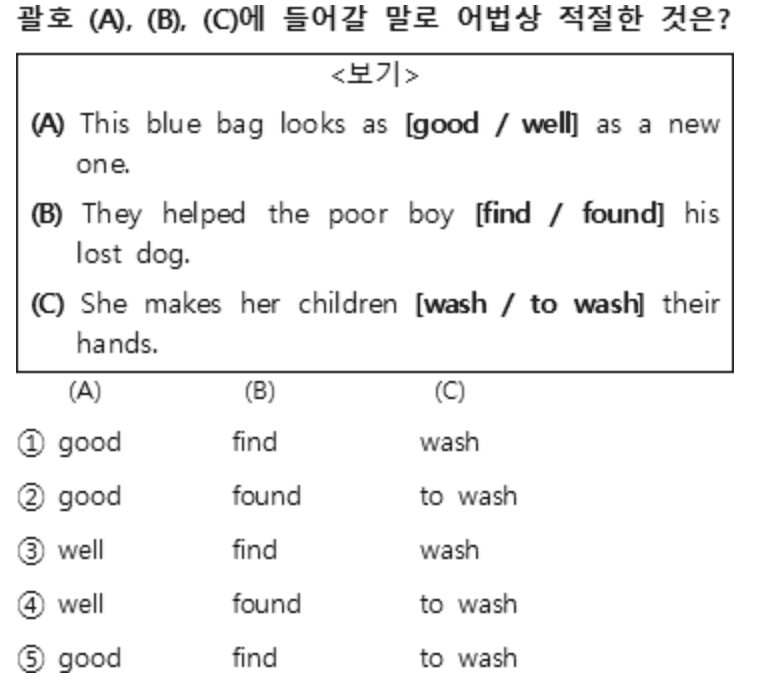 괄호 (A), (B), (C)에 들어갈 말로 어법상 적절한 것은?
<보기>
(A) This blue bag looks as [good / well] as a new
one.
(B) They helped the poor boy [find / found] his
lost dog.
(C) She makes her children [wash / to wash] their
hands.
(A) (B) (C)
① good find wash
② good found to wash
③ well find wash
④ well found to wash
⑤ good find to wash